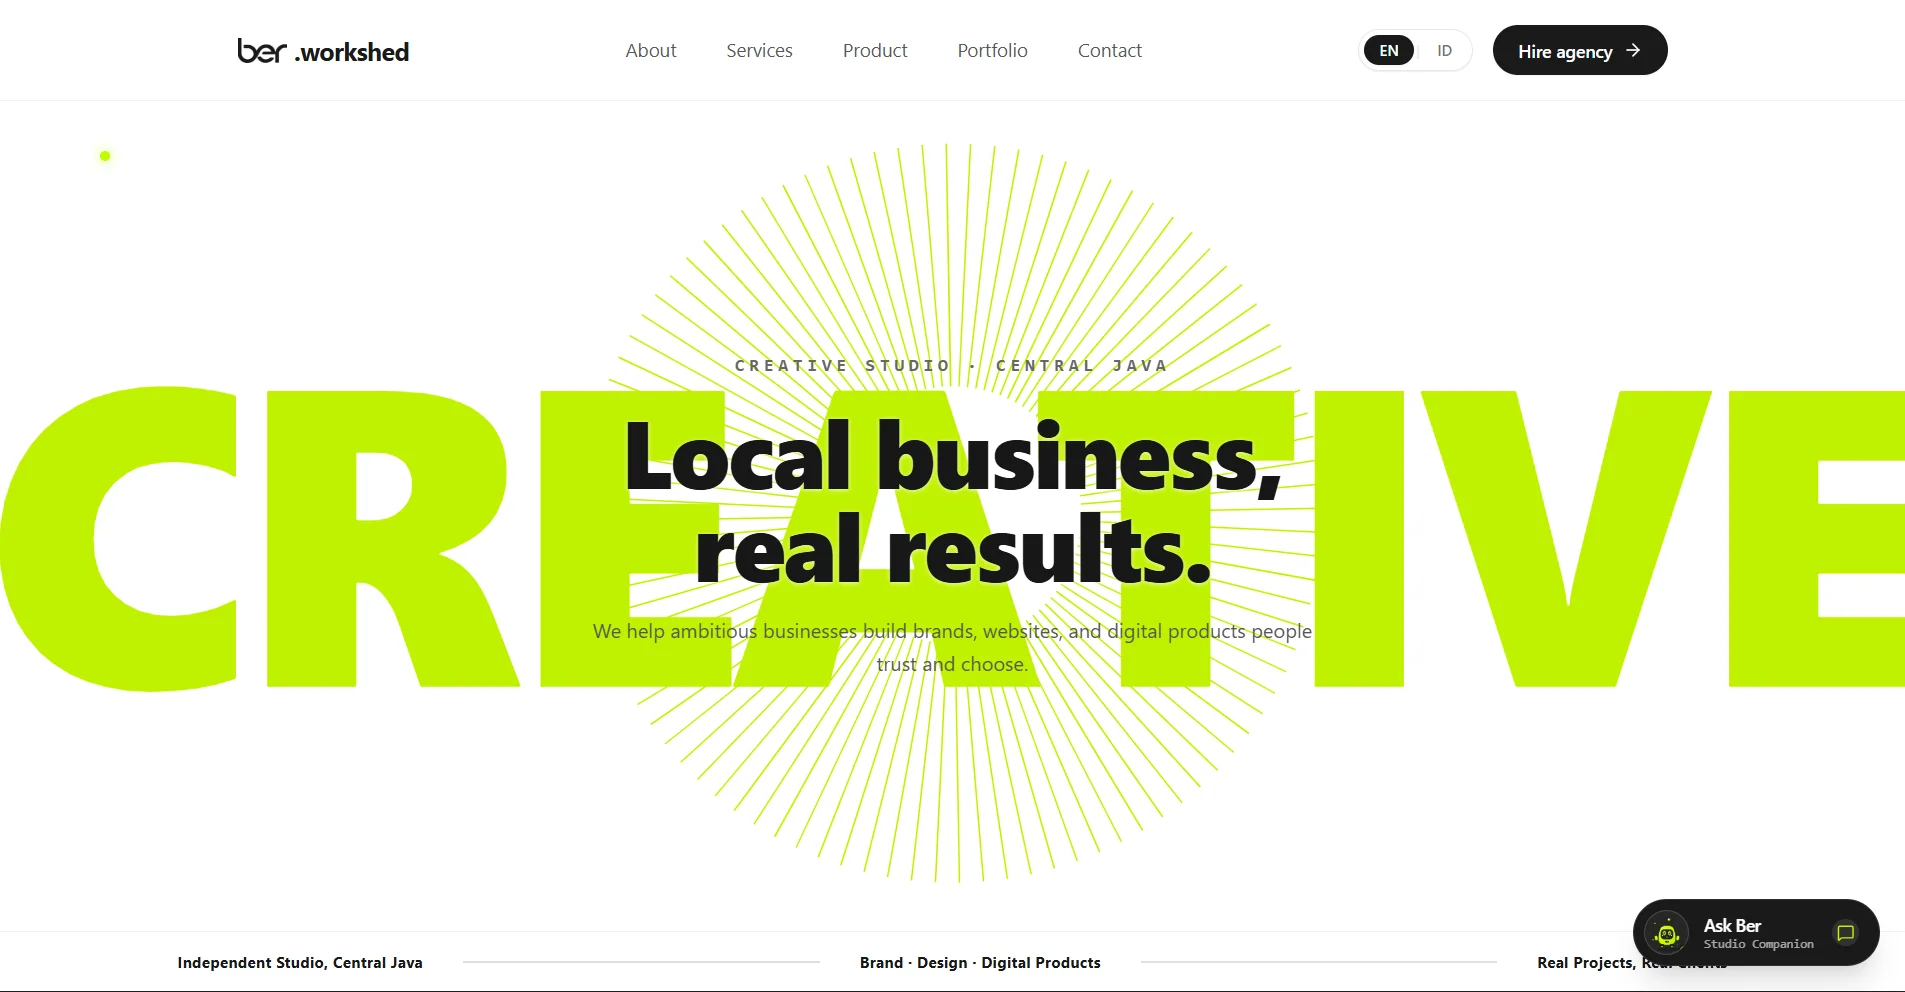 ber .workshed
About
Services
Product
Portfolio
Contact
EN
ID
Hire agency
CREATIVE STUDIO · CENTRAL JAVA
CREATIVE
Local business,
real results.
We help ambitious businesses build brands, websites, and digital products people
trust and choose.
Ask Ber
Studio Companion
Independent Studio, Central Java
Brand · Design · Digital Products
Real Projects, Real Clients